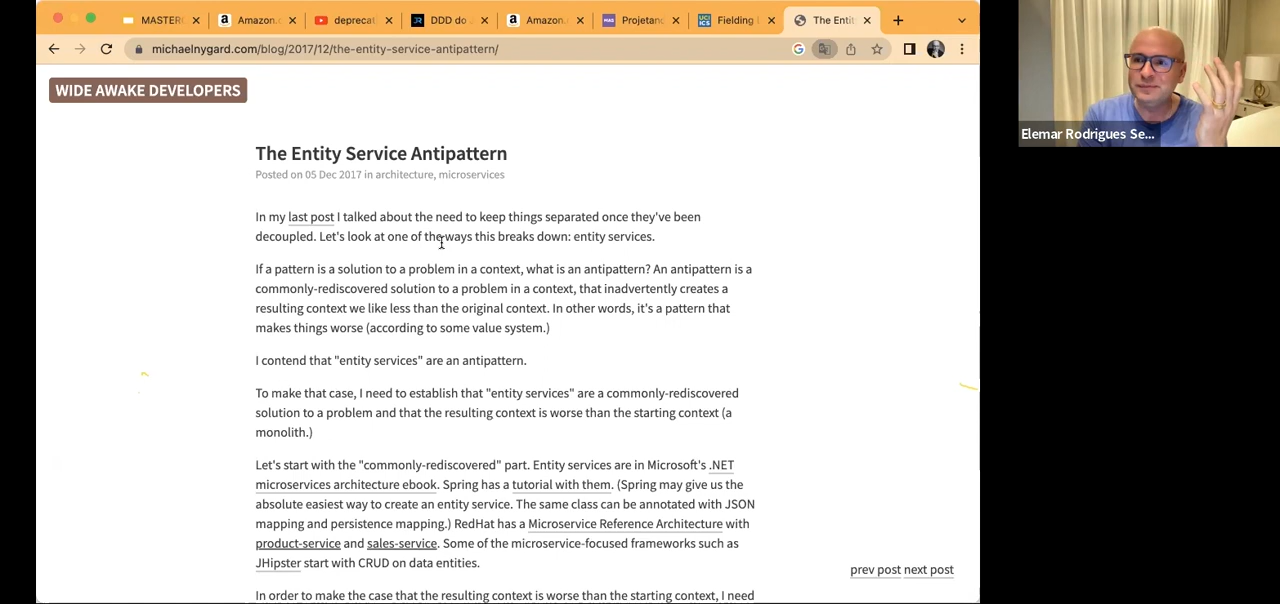 MASTER
Amazon.c
deprecat
DDD do J
Amazon.c
Projetand
Fielding D
The Entit
michaelnygard.com/blog/2017/12/the-entity-service-antipattern/
WIDE AWAKE DEVELOPERS
Elemar Rodrigues Se...
The Entity Service Antipattern
Posted on 05 Dec 2017 in architecture, microservices
In my last post I talked about the need to keep things separated once they've been
decoupled. Let's look at one of the ways this breaks down: entity services.
If a pattern is a solution to a problem in a context, what is an antipattern? An antipattern is a
commonly-rediscovered solution to a problem in a context, that inadvertently creates a
resulting context we like less than the original context. In other words, it's a pattern that
makes things worse (according to some value system.)
I contend that "entity services" are an antipattern.
To make that case, I need to establish that "entity services" are a commonly-rediscovered
solution to a problem and that the resulting context is worse than the starting context (a
monolith.)
Let's start with the "commonly-rediscovered" part. Entity services are in Microsoft's .NET
microservices architecture ebook. Spring has a tutorial with them. (Spring may give us the
absolute easiest way to create an entity service. The same class can be annotated with JSON
mapping and persistence mapping.) RedHat has a Microservice Reference Architecture with
product-service and sales-service. Some of the microservice-focused frameworks such as
JHipster start with CRUD on data entities.
prev post next post
In order to make the case that the resulting context is worse than the starting context, I need